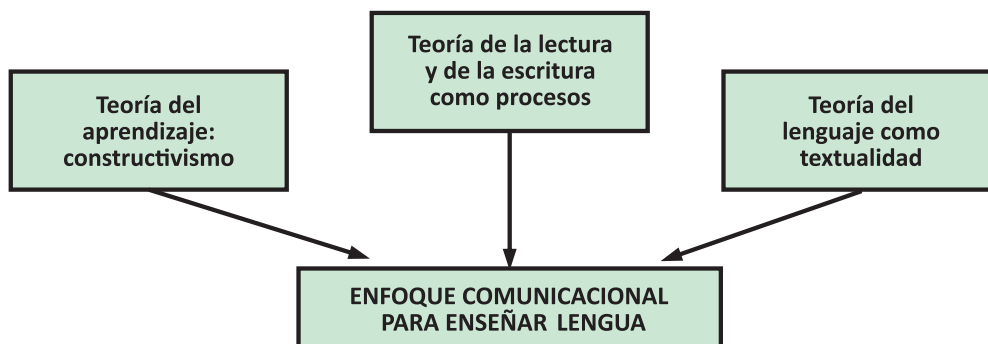 Teoría del
aprendizaje:
constructivismo
Teoría de la lectura
y de la escritura
como procesos
Teoría del
lenguaje como
textualidad
ENFOQUE COMUNICACIONAL
PARA ENSEÑAR LENGUA